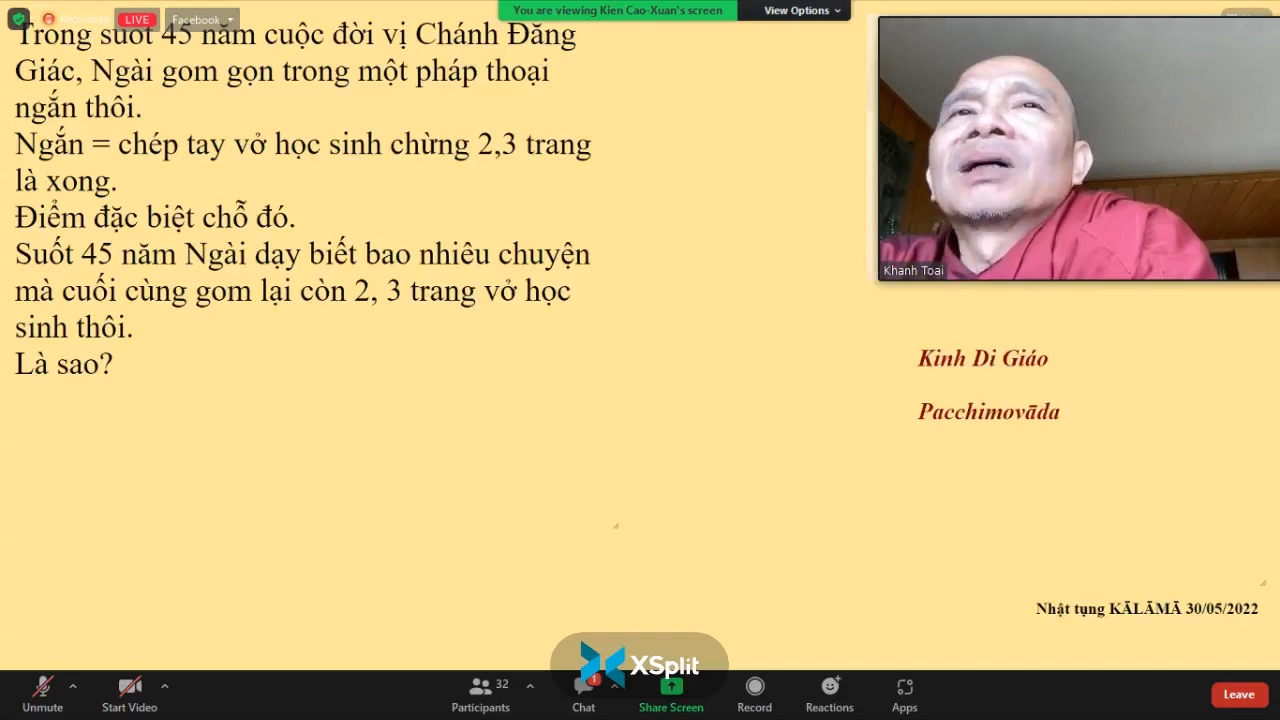 You are viewing Kien Cao-Xuan's screen
View Options
Recording
LIVE
Facebook
Trong suốt 45 năm cuộc đời vị Chánh Đăng
Giác, Ngài gom gọn trong một pháp thoại
ngắn thôi.
Ngắn = chép tay vở học sinh chừng 2,3 trang
là xong.
Điểm đặc biệt chỗ đó.
Suốt 45 năm Ngài dạy biết bao nhiêu chuyện
mà cuối cùng gom lại còn 2, 3 trang vở học
sinh thôi.
Là sao?
Khanh Toai
Kinh Di Giáo
Pacchimovāda
Nhật tụng KĀLĀMĀ 30/05/2022
XSplit
Unmute
Start Video
32
Participants
1
Chat
Share Screen
Record
Reactions
Apps
Leave